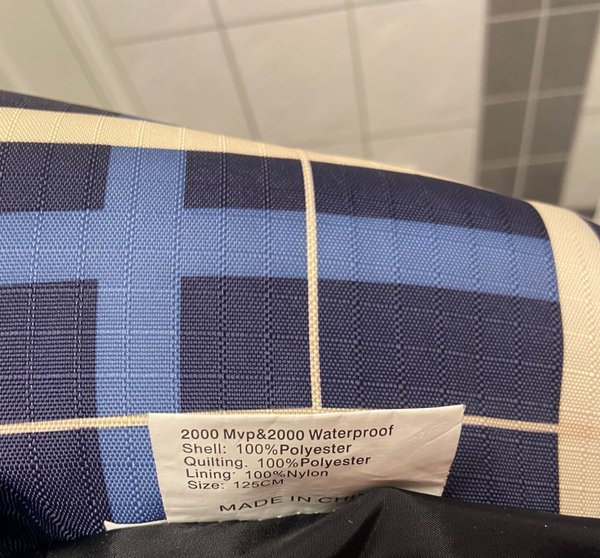 2000 Mvp&2000 Waterproof
Shell: 100%Polyester
Quilting. 100%Polyester
Lining: 100%Nylon
Size: 125CM
MADE IN